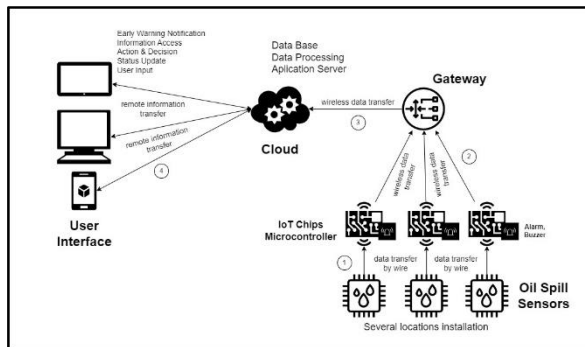 Early Warning Notification
Information Access
Action & Decision
Status Update
User Input
Data Base
Data Processing
Aplication Server
Gateway
remote information
transfer
wireless data transfer
3
Cloud
remote information
transfer
4
wireless data
transfer
wireless data
transfer
wireless data
transfer
2
User
Interface
IoT Chips
Microcontroller
Alarm,
Buzzer
1
data transfer
by wire
data transfer
by wire
Oil Spill
Sensors
Several locations installation